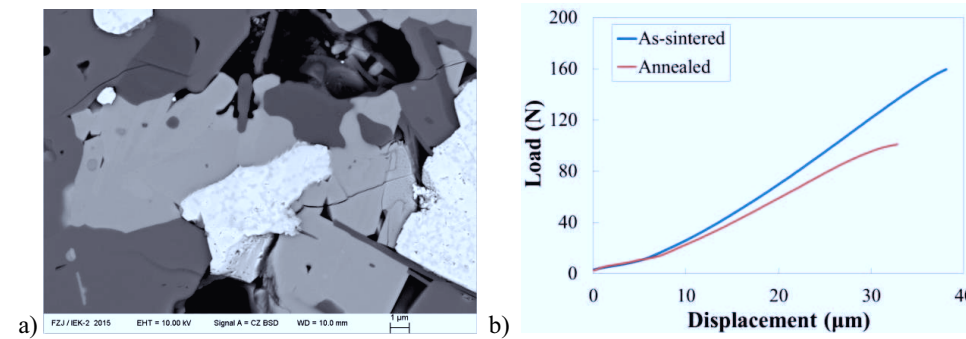 a)
FZJ / IEK-2 2015 EHT = 10.00 kV Signal A = CZ BSD WD = 10.0 mm 1 µm
b)
200
160
120
80
40
0
Load (N)
As-sintered
Annealed
0 10 20 30 40
Displacement (µm)